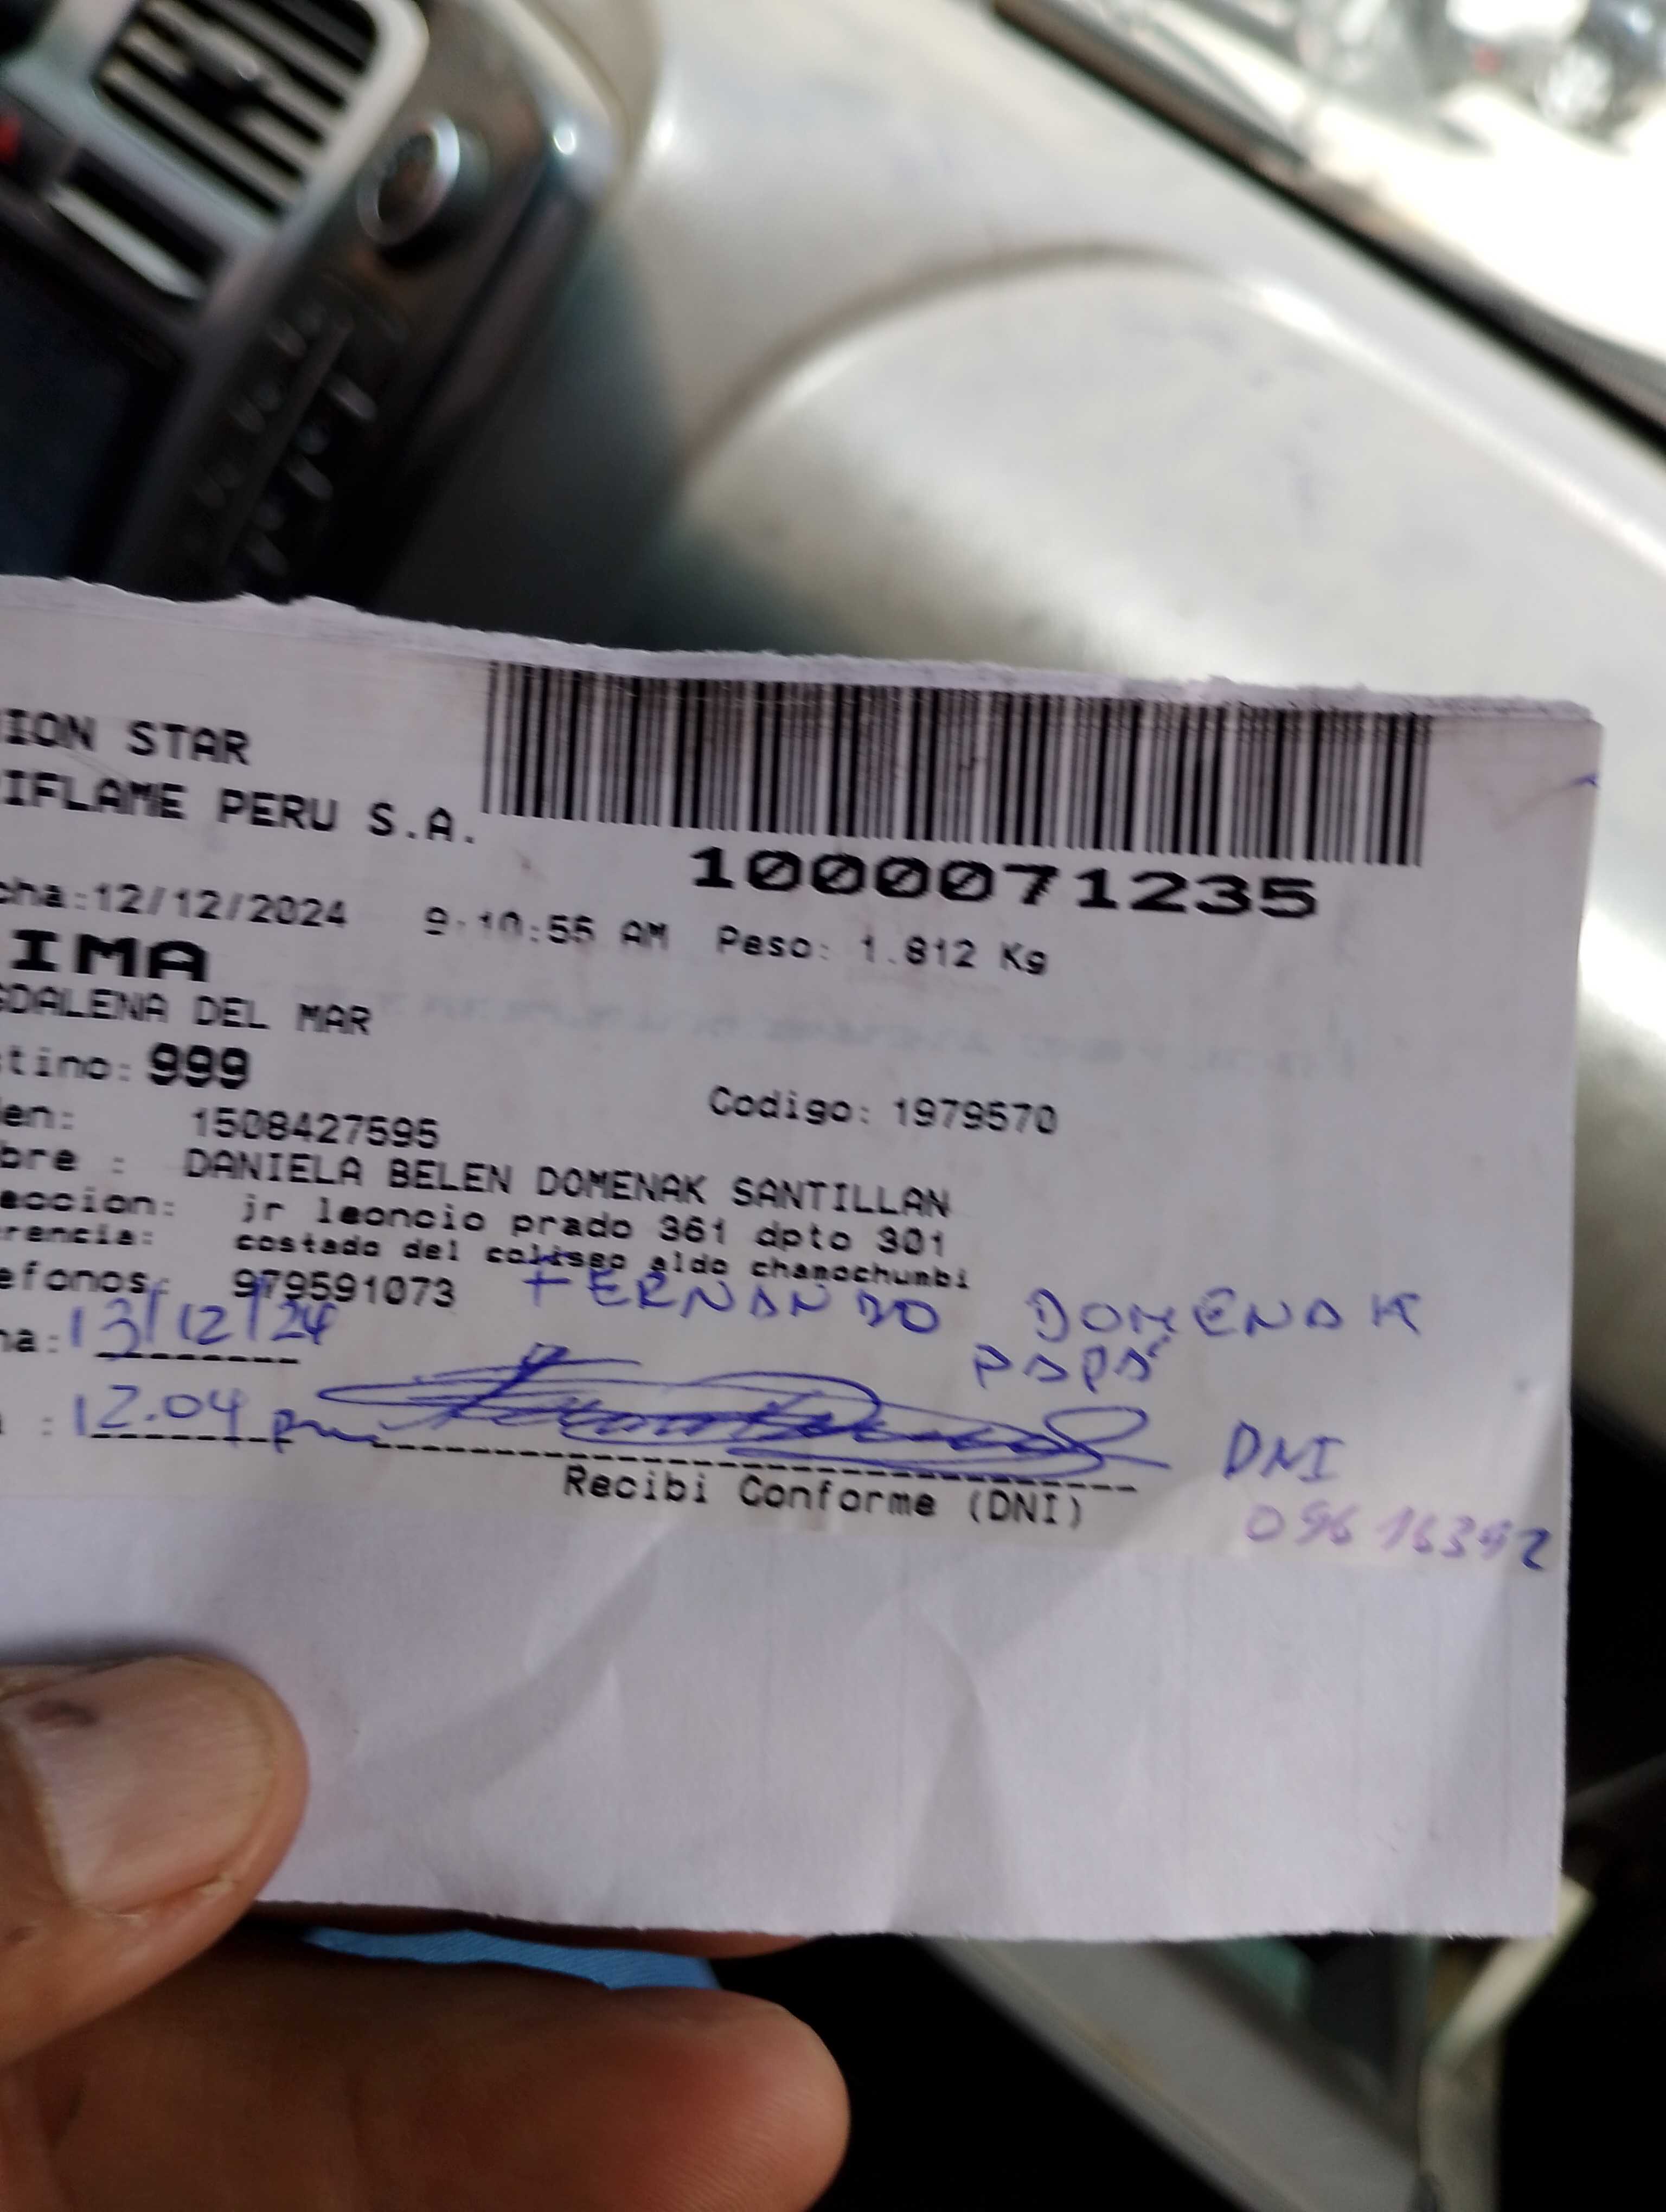 ION STAR
IFLAME PERU S.A.
1000071235
cha:12/12/2024 9:10:55 AM Peso: 1.812 Kg
IMA
GDALENA DEL MAR
tino: 999
en: 1508427595 Codigo: 1979570
bre : DANIELA BELEN DOMENAK SANTILLAN
eccion: jr leoncio prado 361 dpto 301
rencia: costado del coliseo aldo chamochumbi
efonos: 979591073 FERNANDO DOMENAK
na: 13/12/24 PAPÁ
: 12.04 pm
DNI
Recibi Conforme (DNI)